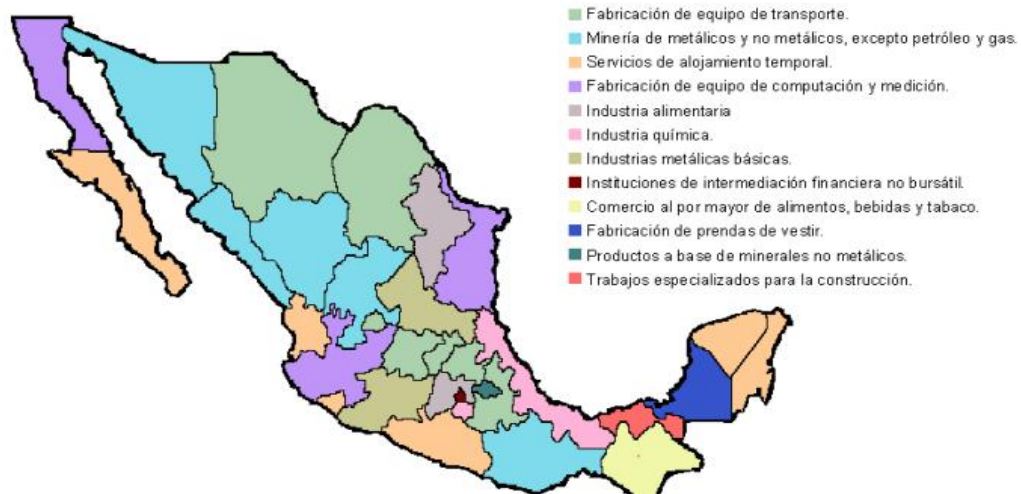 Fabricación de equipo de transporte.
Minería de metálicos y no metálicos, excepto petróleo y gas.
Servicios de alojamiento temporal.
Fabricación de equipo de computación y medición.
Industria alimentaria
Industria química.
Industrias metálicas básicas.
Instituciones de intermediación financiera no bursátil.
Comercio al por mayor de alimentos, bebidas y tabaco.
Fabricación de prendas de vestir.
Productos a base de minerales no metálicos.
Trabajos especializados para la construcción.